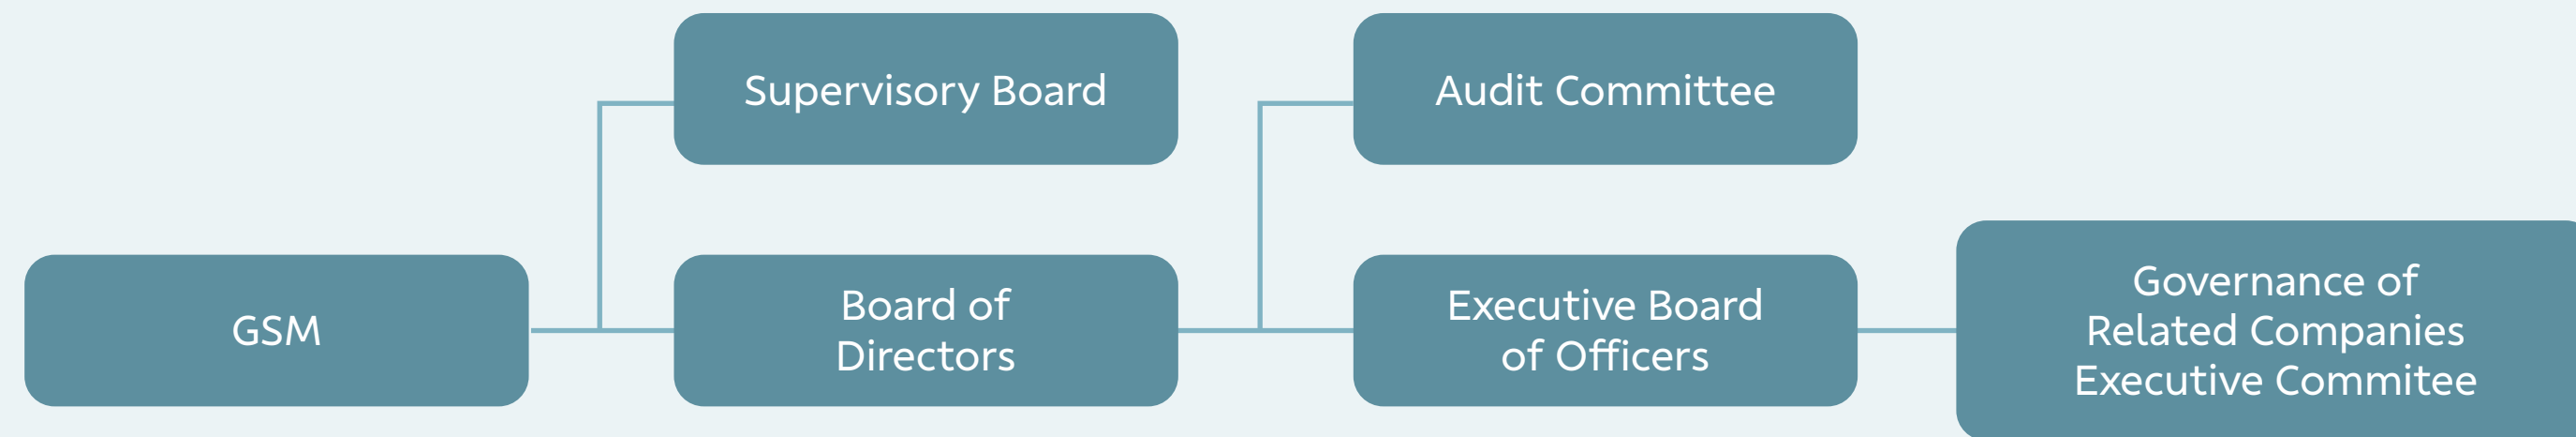 Supervisory Board
Audit Committee
GSM
Board of
Directors
Executive Board
of Officers
Governance of
Related Companies
Executive Commitee